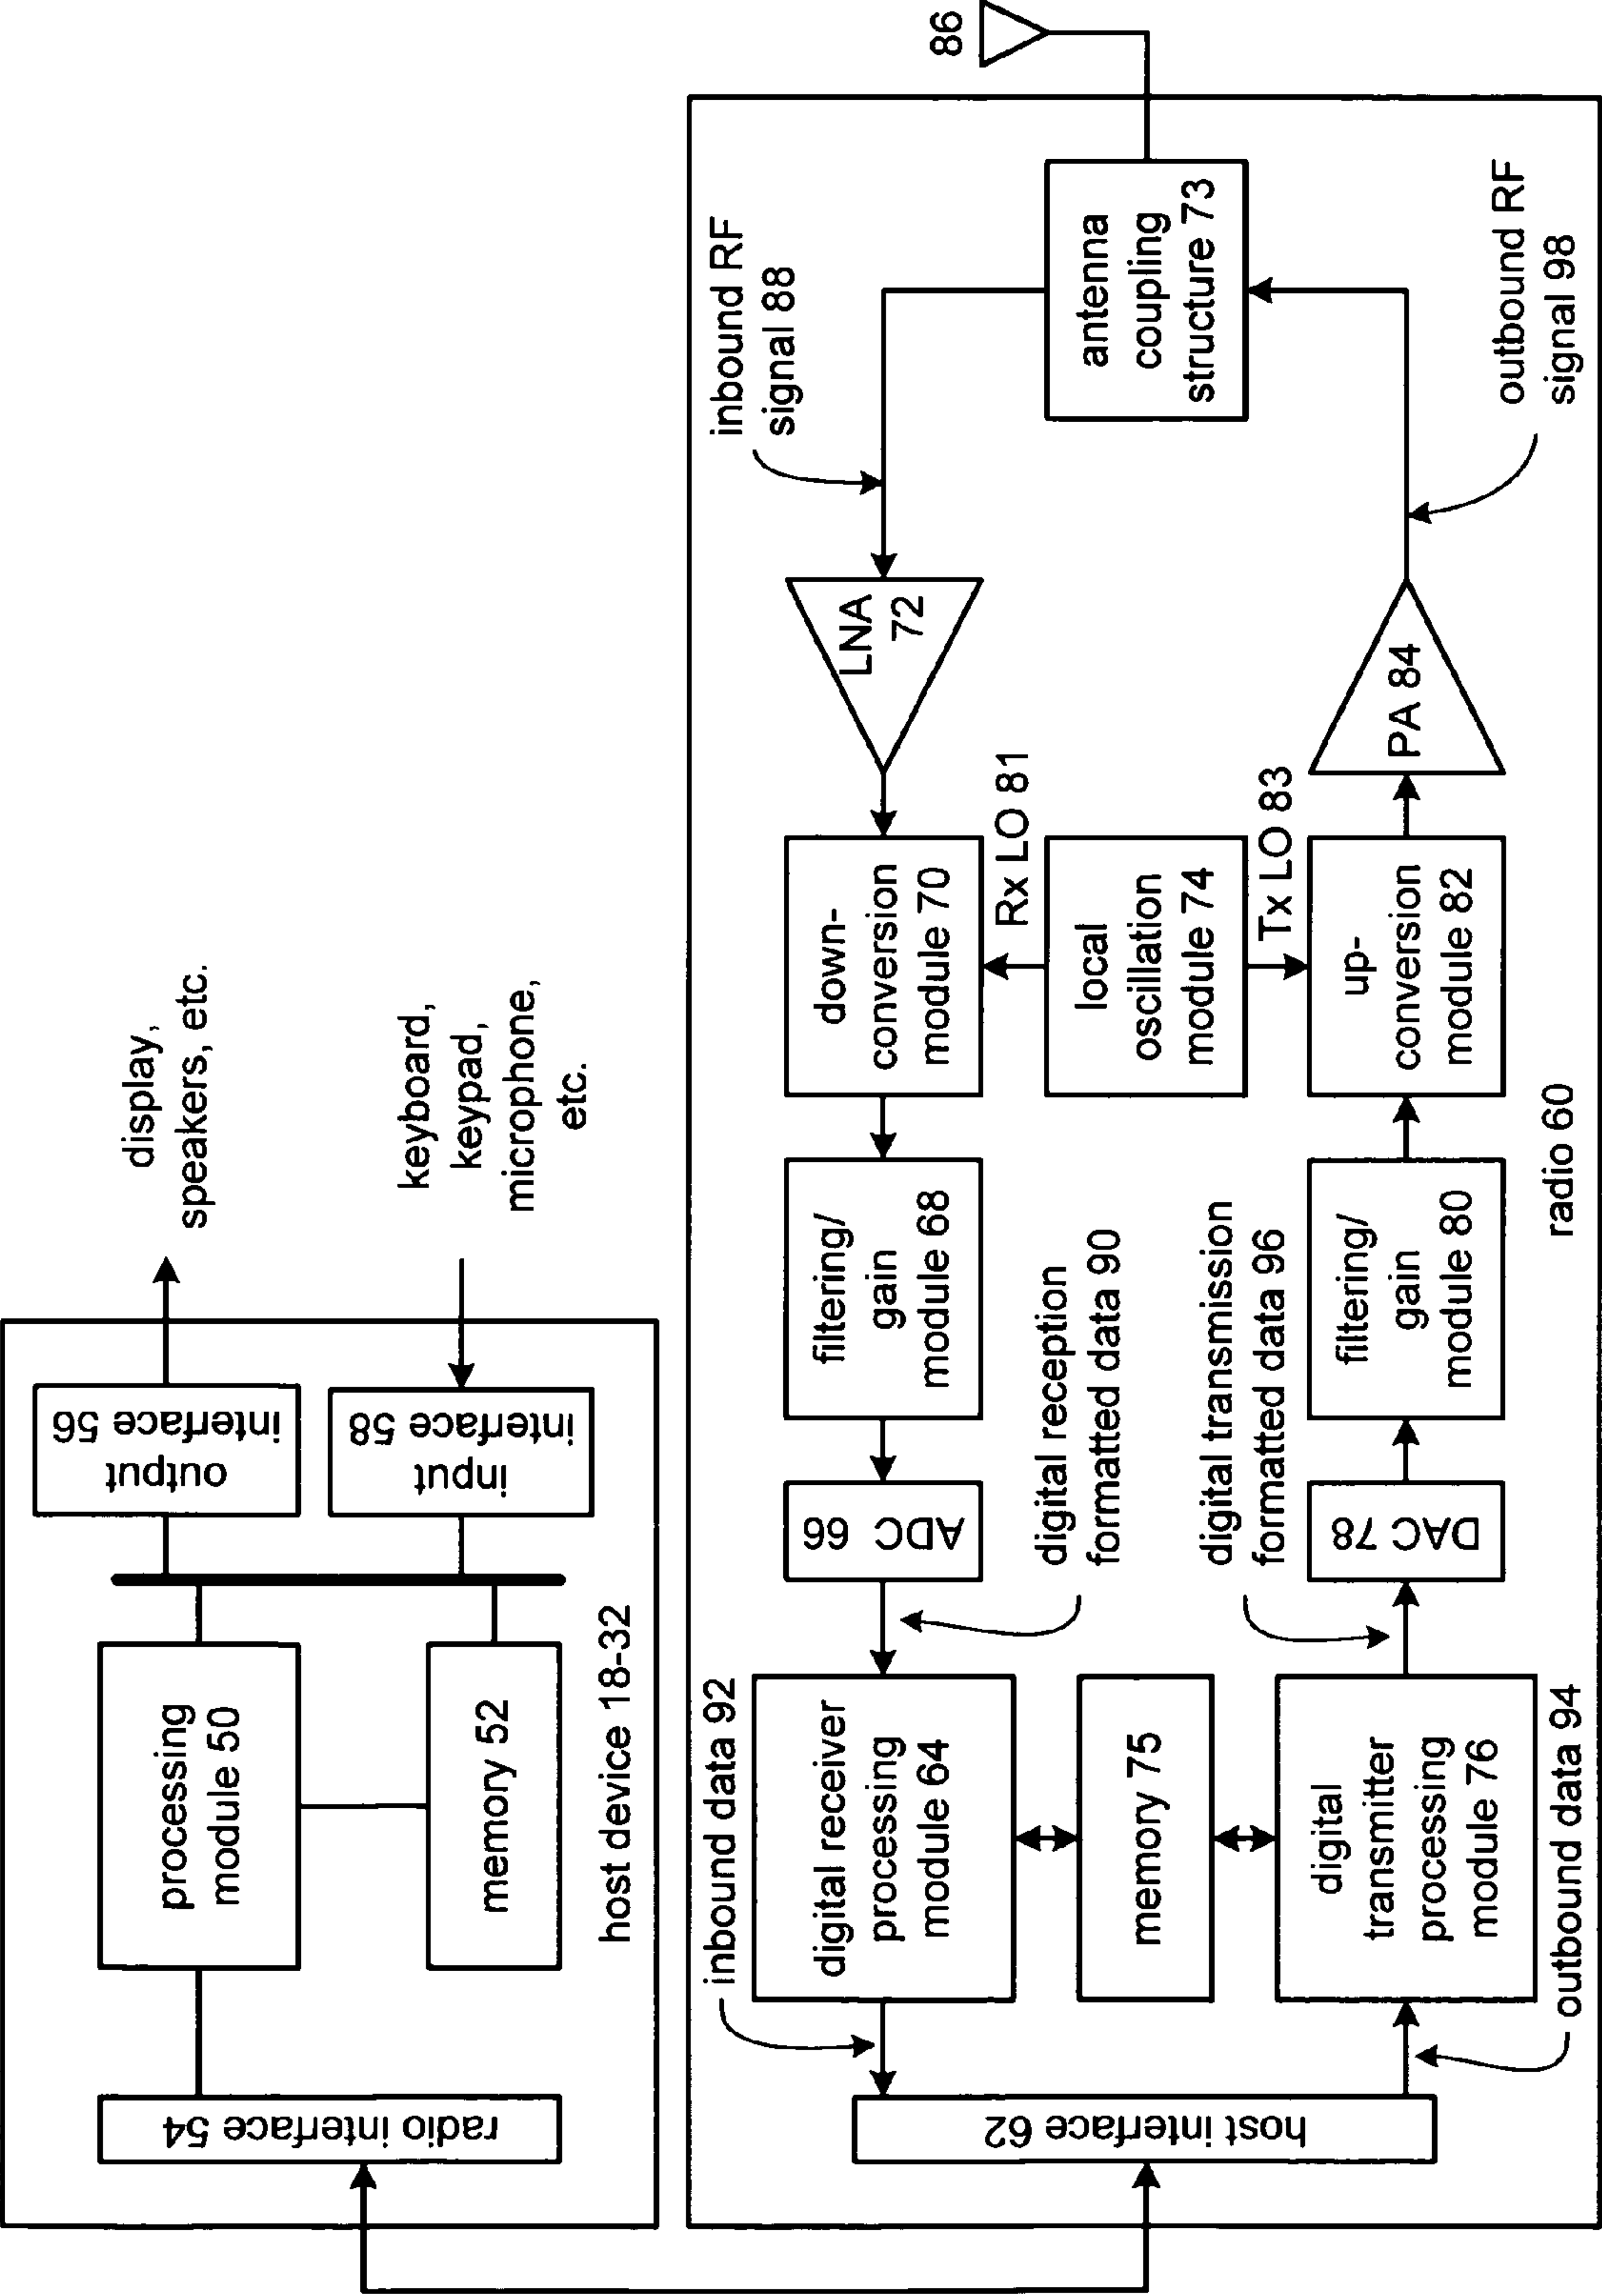 display,
speakers, etc.
keyboard,
keypad,
microphone,
etc.
output
interface 56
input
interface 58
processing
module 50
memory 52
radio interface 54
host device 18-32
86
inbound RF
signal 88
antenna
coupling
structure 73
outbound RF
signal 98
LNA
72
PA 84
down-
conversion
module 70
Rx LO 81
local
oscillation
module 74
Tx LO 83
up-
conversion
module 82
filtering/
gain
module 68
digital reception
formatted data 90
digital transmission
formatted data 96
filtering/
gain
module 80
radio 60
ADC 66
DAC 78
inbound data 92
digital receiver
processing
module 64
memory 75
digital
transmitter
processing
module 76
outbound data 94
host interface 62